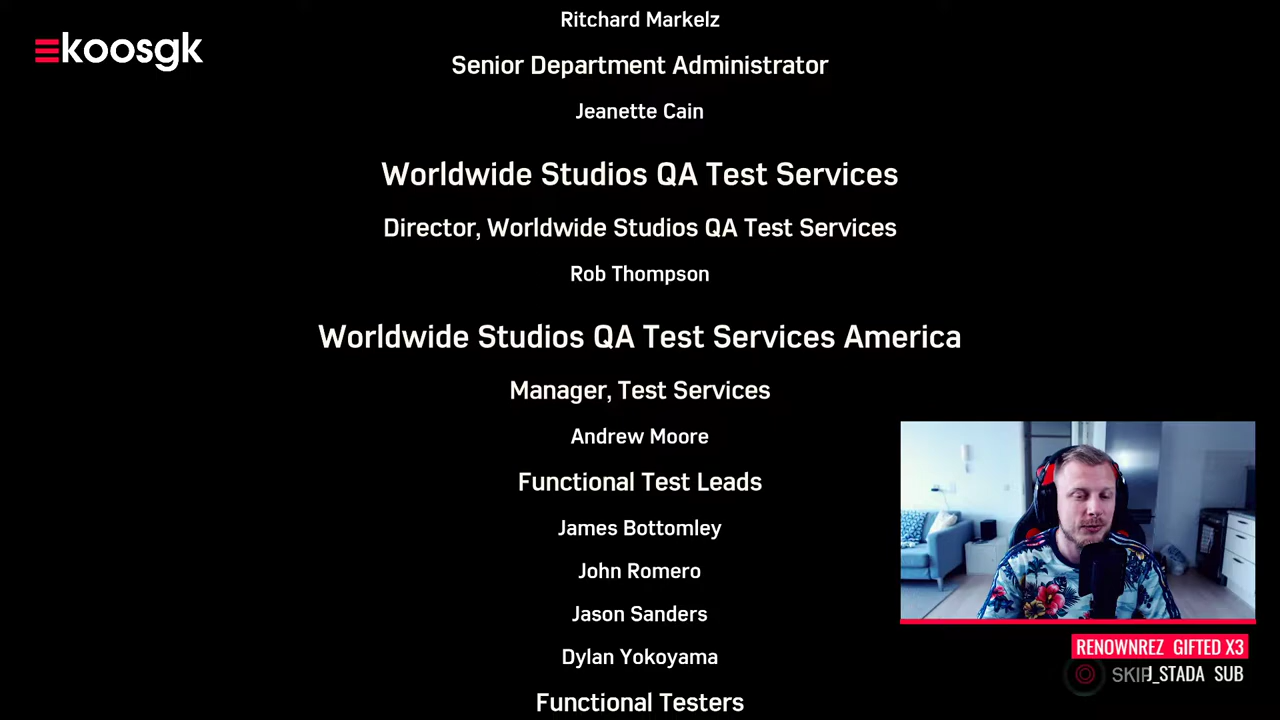 koosgk
Ritchard Markelz
Senior Department Administrator
Jeanette Cain
Worldwide Studios QA Test Services
Director, Worldwide Studios QA Test Services
Rob Thompson
Worldwide Studios QA Test Services America
Manager, Test Services
Andrew Moore
Functional Test Leads
James Bottomley
John Romero
Jason Sanders
Dylan Yokoyama
Functional Testers
RENOWNREZ GIFTED X3
SKIP
J_STADA SUB